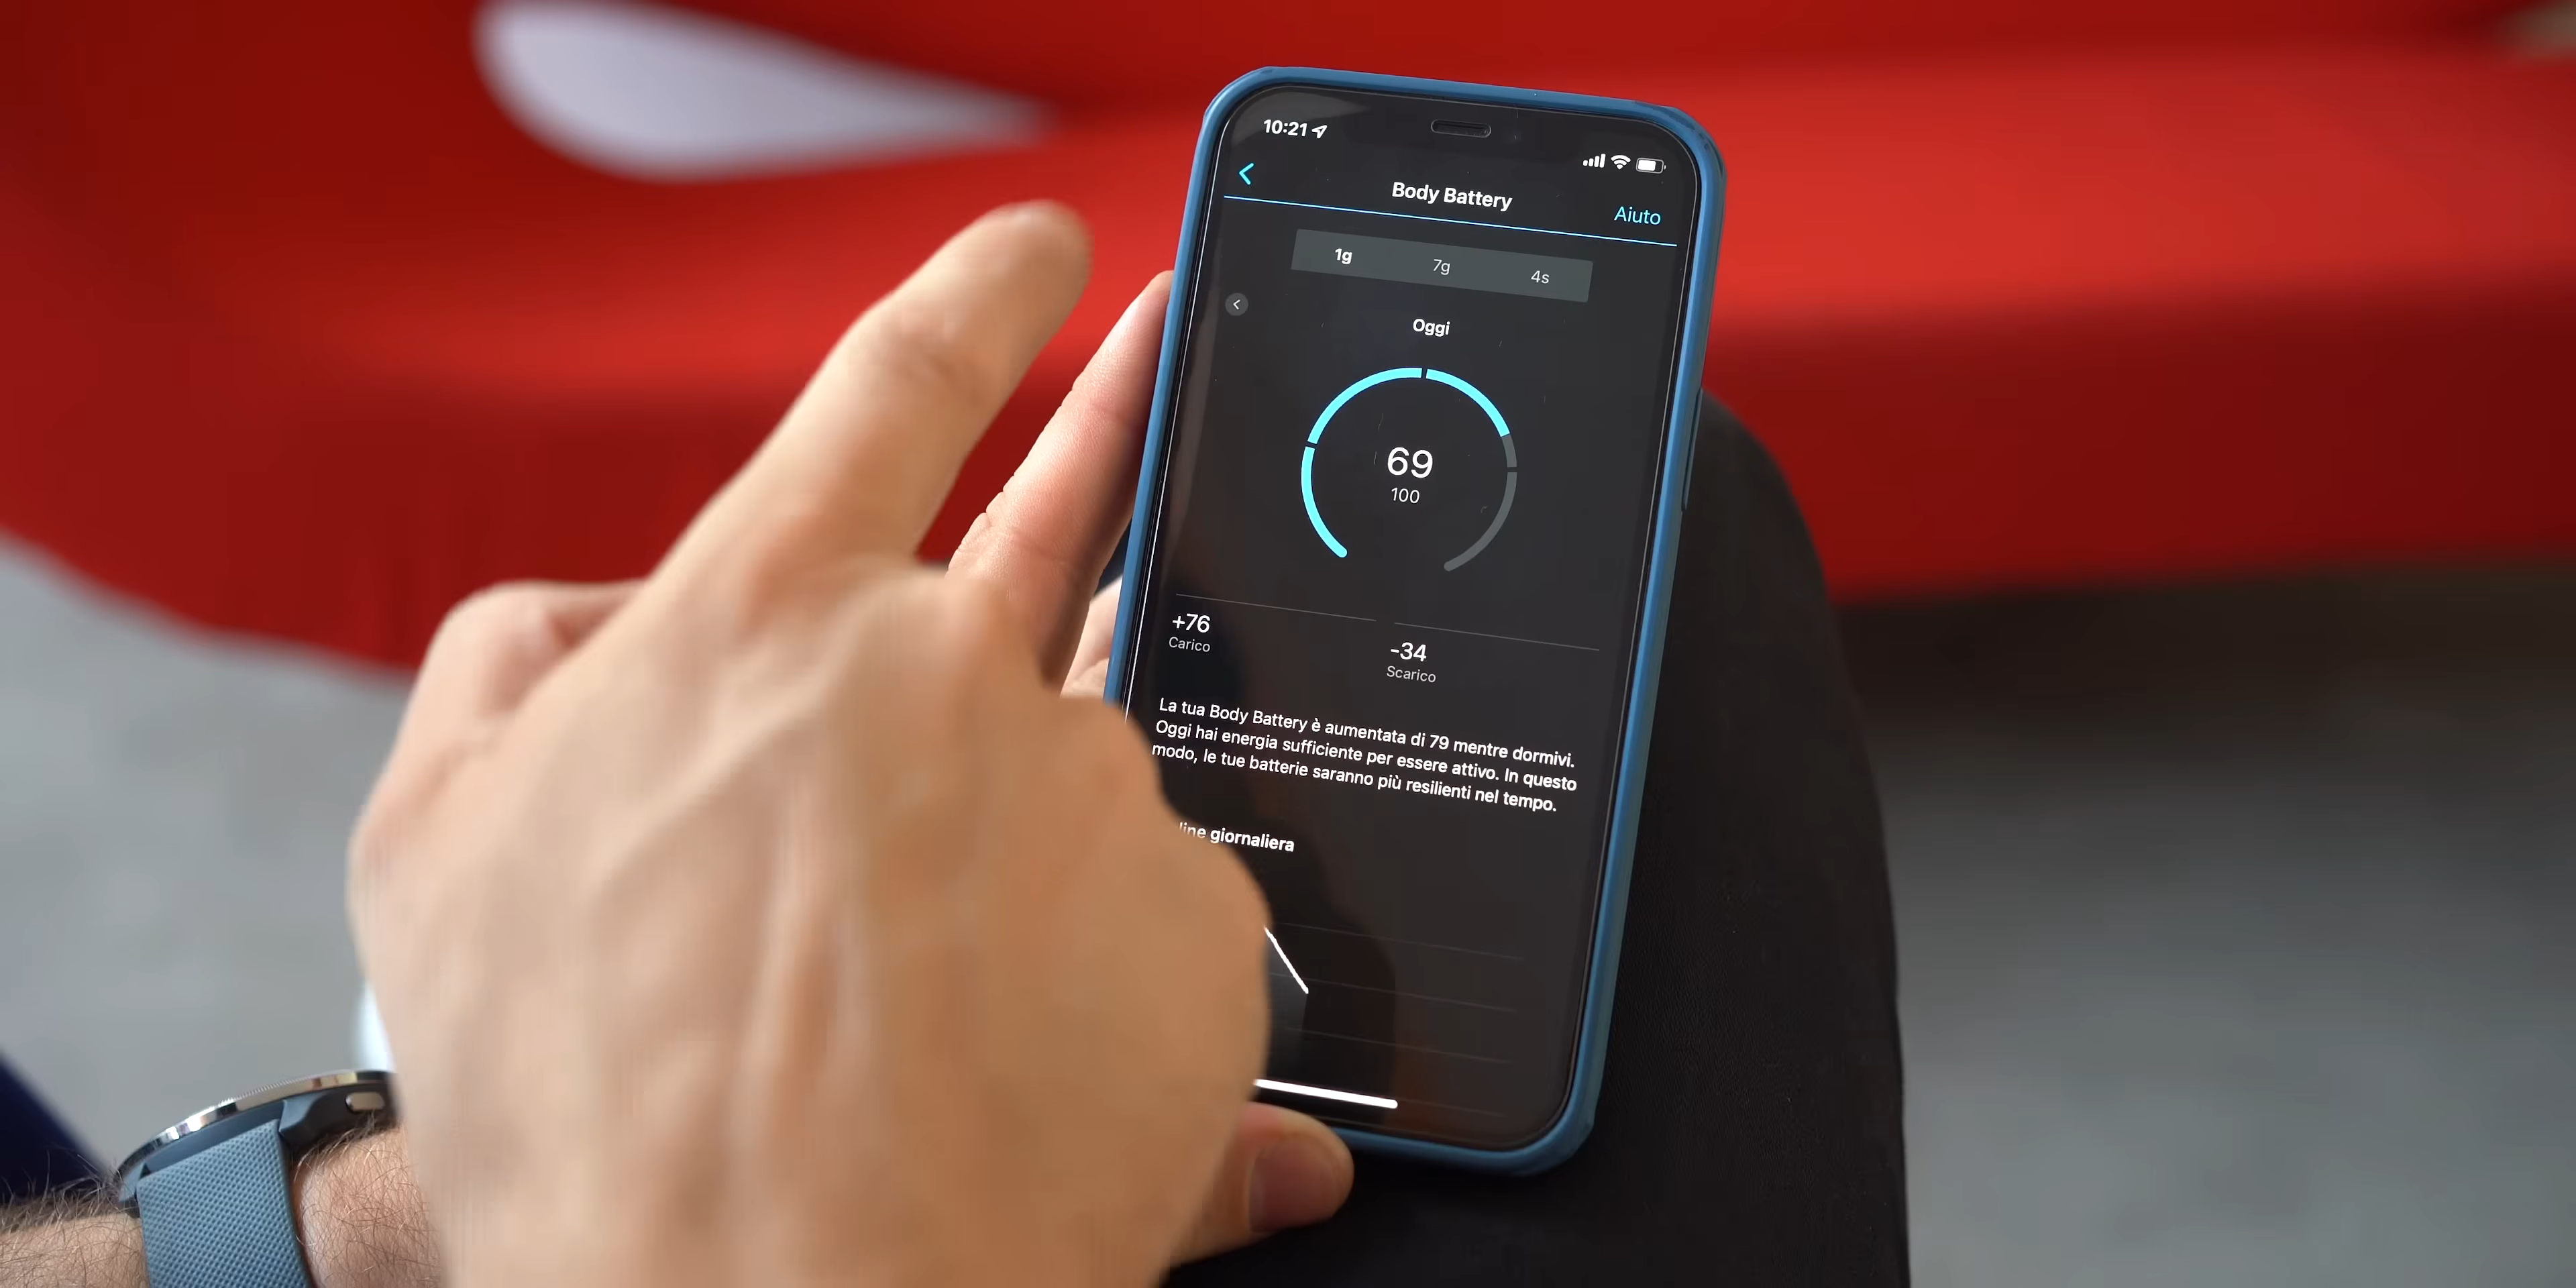 10:21
Body Battery
Aiuto
1g 7g 4s
Oggi
69
100
+76
Carico
-34
Scarico
La tua Body Battery è aumentata di 79 mentre dormivi.
Oggi hai energia sufficiente per essere attivo. In questo
modo, le tue batterie saranno più resilienti nel tempo.
giornaliera